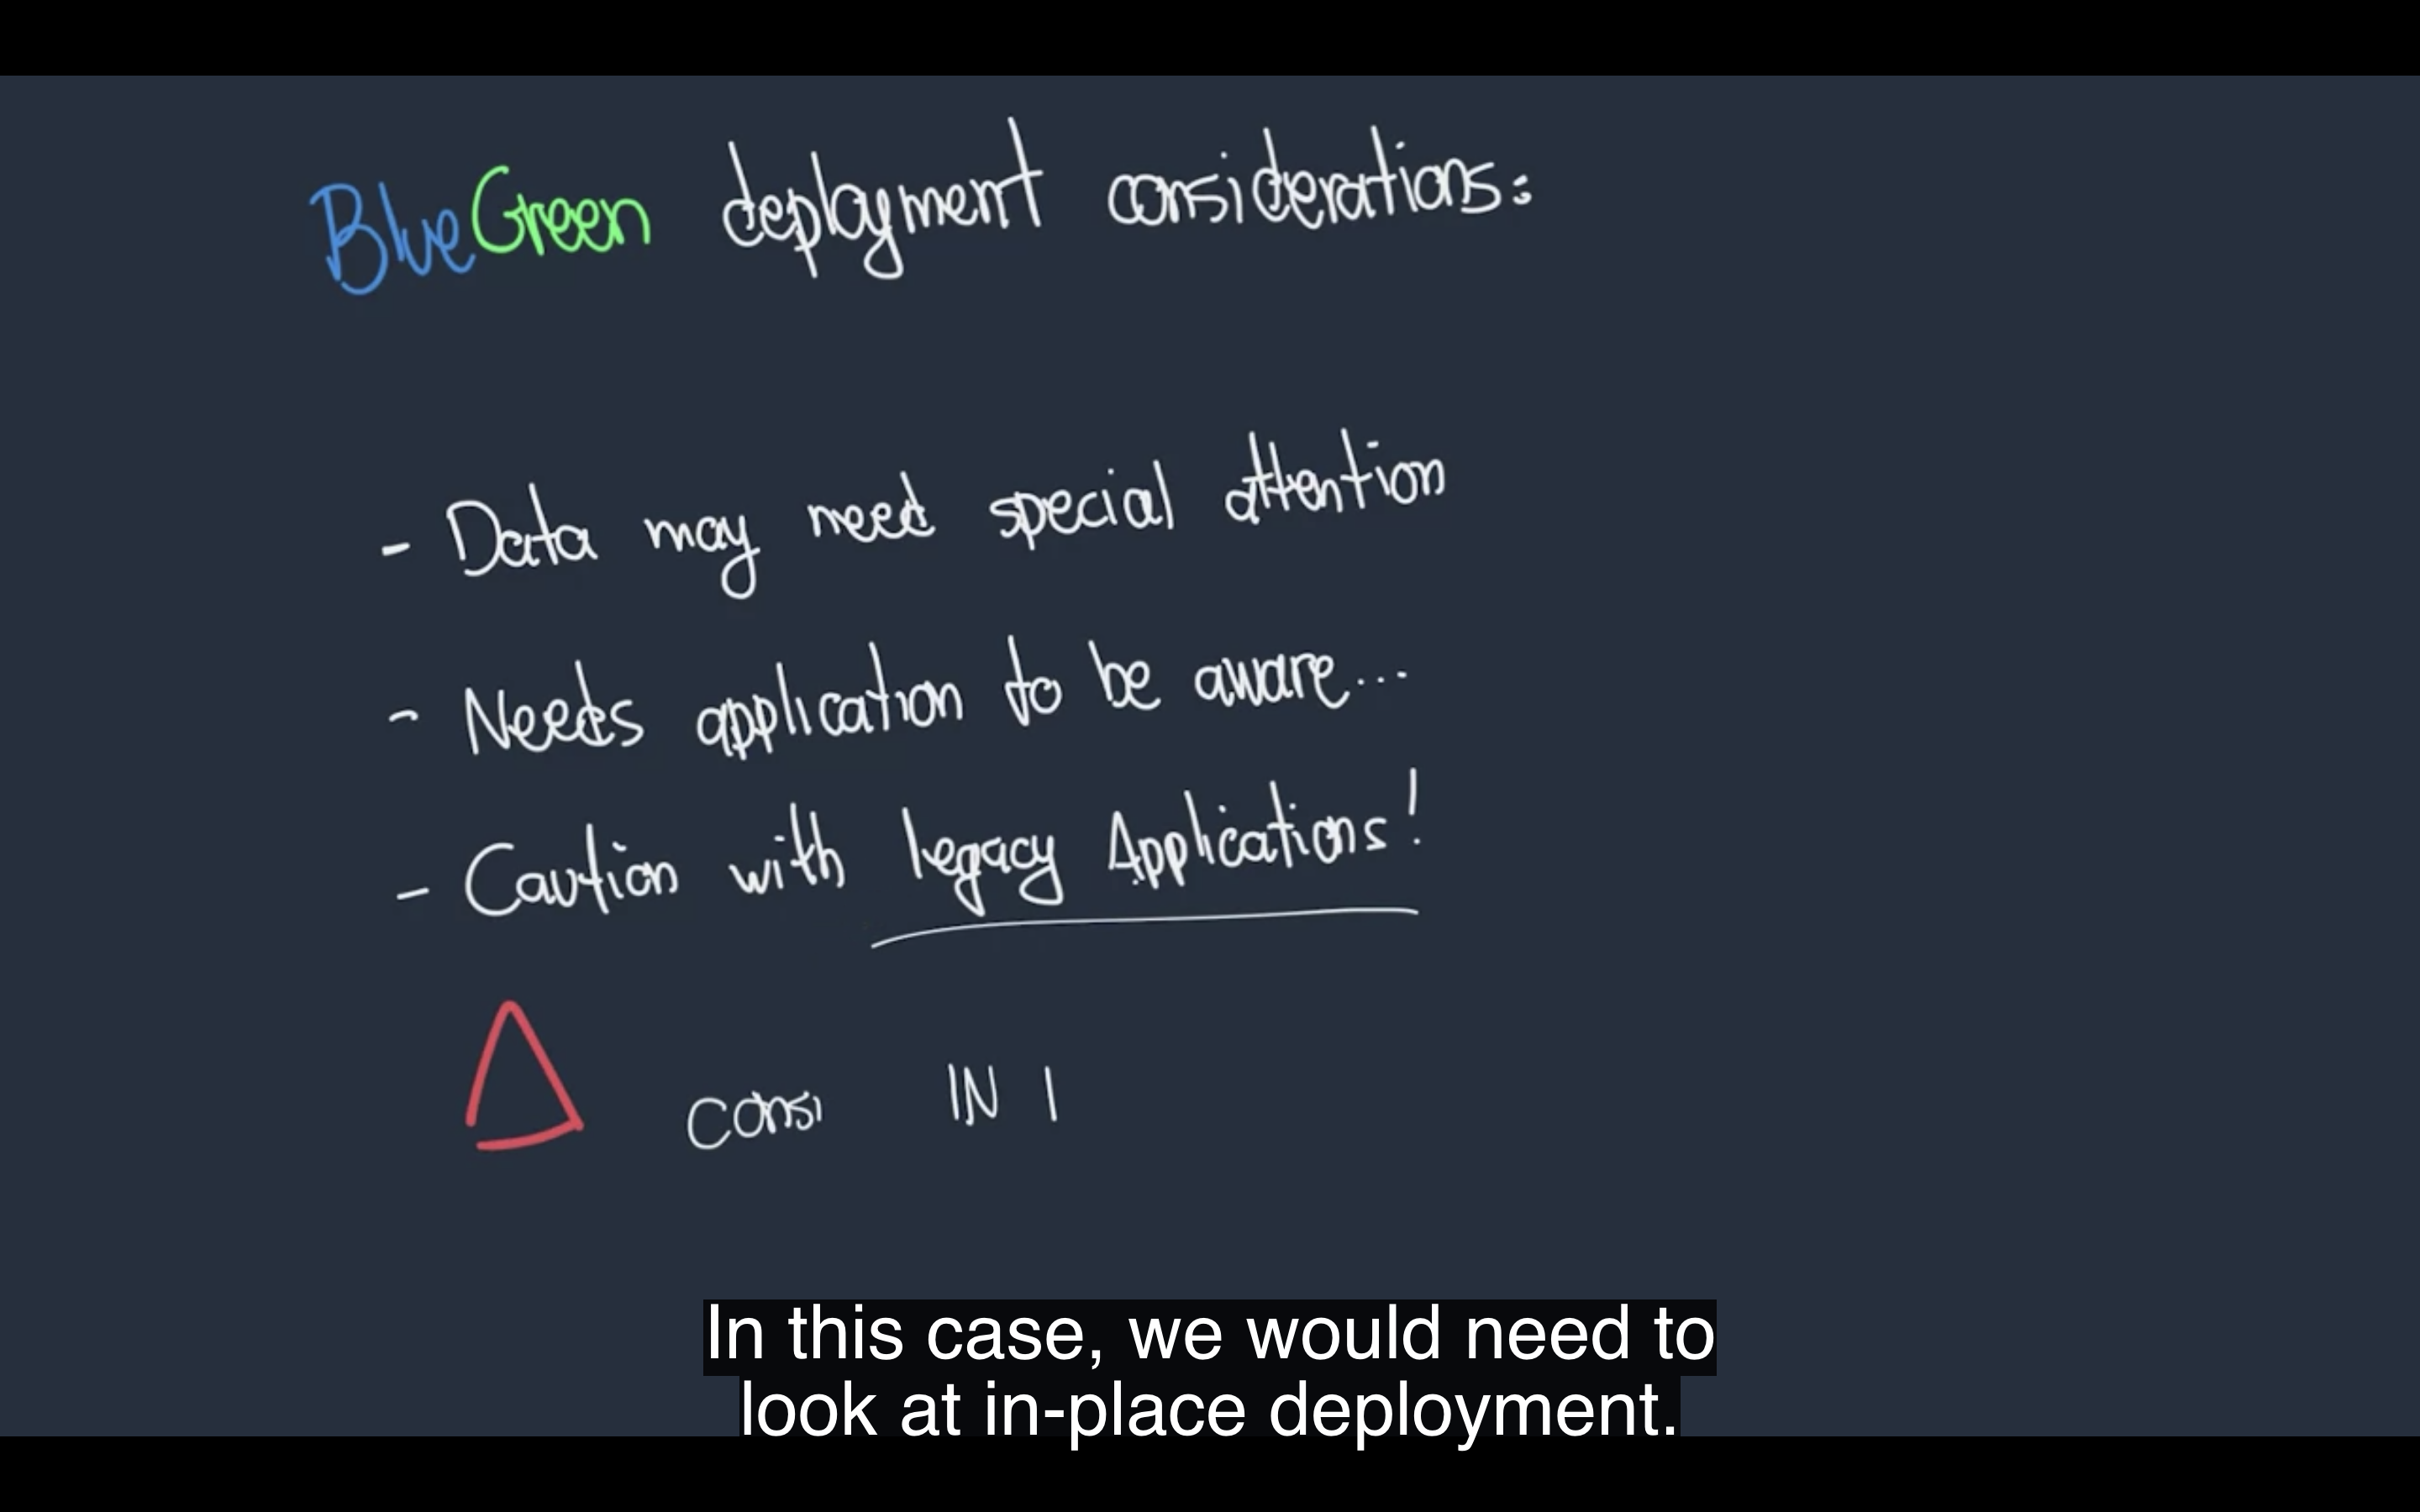 BlueGreen deployment considerations:
- Data may need special attention
- Needs application to be aware...
- Caution with Legacy Applications!
consi IN I
In this case, we would need to
look at in-place deployment.